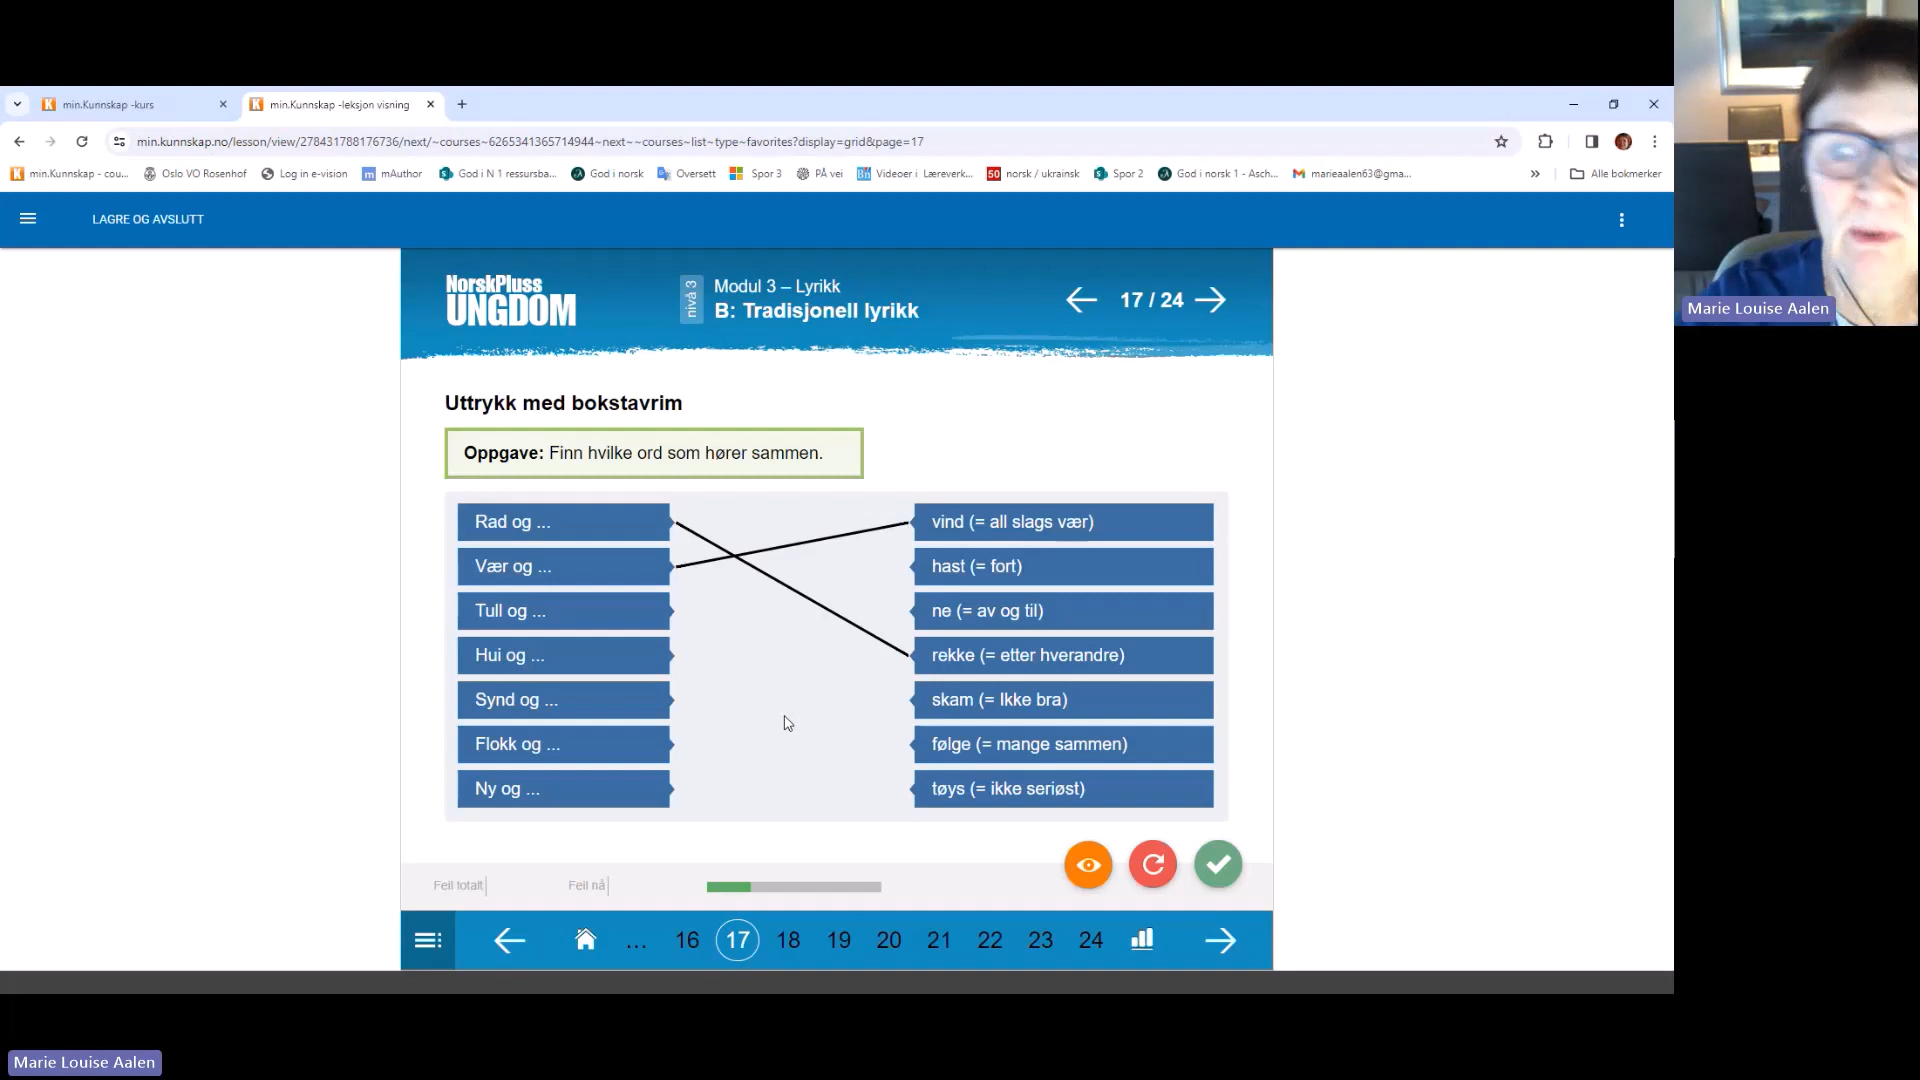 min.Kunnskap -kurs
min.Kunnskap -leksjon visning
min.kunnskap.no/lesson/view/278431788176736/next/~courses~6265341365714944~next~~courses~list~type~favorites?display=grid&page=17
min.Kunnskap - cou...
Oslo VO Rosenhof
Log in e-vision
mAuthor
God i N 1 ressursba...
God i norsk
Oversett
Spor 3
PÅ vei
Videoer i Læreverk...
norsk / ukrainsk
Spor 2
God i norsk 1 - Asch...
marieaalen63@gma...
»
Alle bokmerker
LAGRE OG AVSLUTT
NorskPluss
UNGDOM
nivå 3
Modul 3 – Lyrikk
B: Tradisjonell lyrikk
17 / 24
Marie Louise Aalen
Uttrykk med bokstavrim
Oppgave: Finn hvilke ord som hører sammen.
Rad og ...
vind (= all slags vær)
Vær og ...
hast (= fort)
Tull og ...
ne (= av og til)
Hui og ...
rekke (= etter hverandre)
Synd og ...
skam (= Ikke bra)
Flokk og ...
følge (= mange sammen)
Ny og ...
tøys (= ikke seriøst)
Feil totalt
Feil nå
... 16 17 18 19 20 21 22 23 24
Marie Louise Aalen